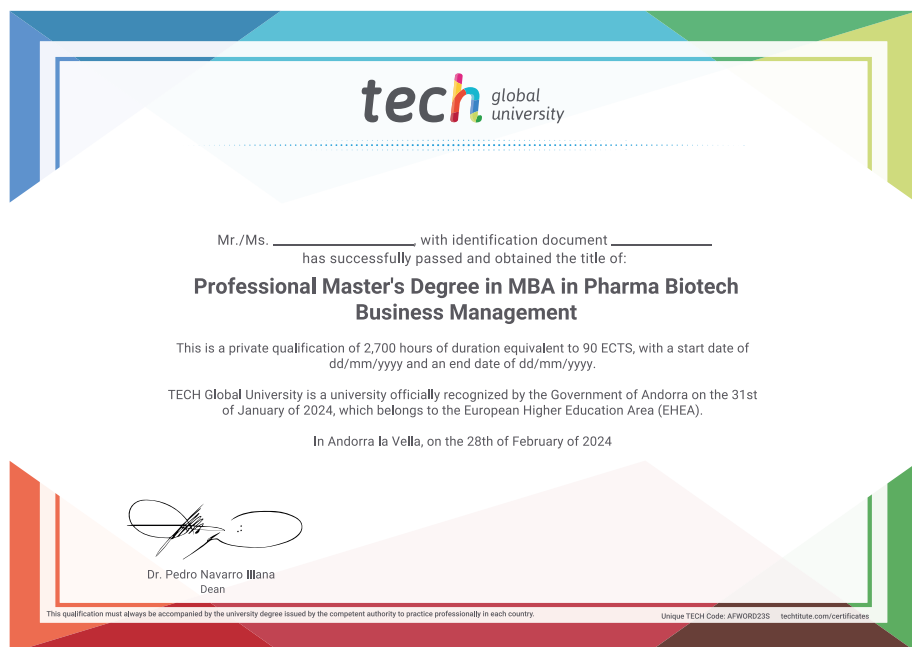 tech global
university
Mr./Ms. ____________, with identification document ____________
has successfully passed and obtained the title of:
Professional Master's Degree in MBA in Pharma Biotech
Business Management
This is a private qualification of 2,700 hours of duration equivalent to 90 ECTS, with a start date of
dd/mm/yyyy and an end date of dd/mm/yyyy.
TECH Global University is a university officially recognized by the Government of Andorra on the 31st
of January of 2024, which belongs to the European Higher Education Area (EHEA).
In Andorra la Vella, on the 28th of February of 2024
Dr. Pedro Navarro Illana
Dean
This qualification must always be accompanied by the university degree issued by the competent authority to practice professionally in each country.
Unique TECH Code: AFWORD23S techtitute.com/certificates